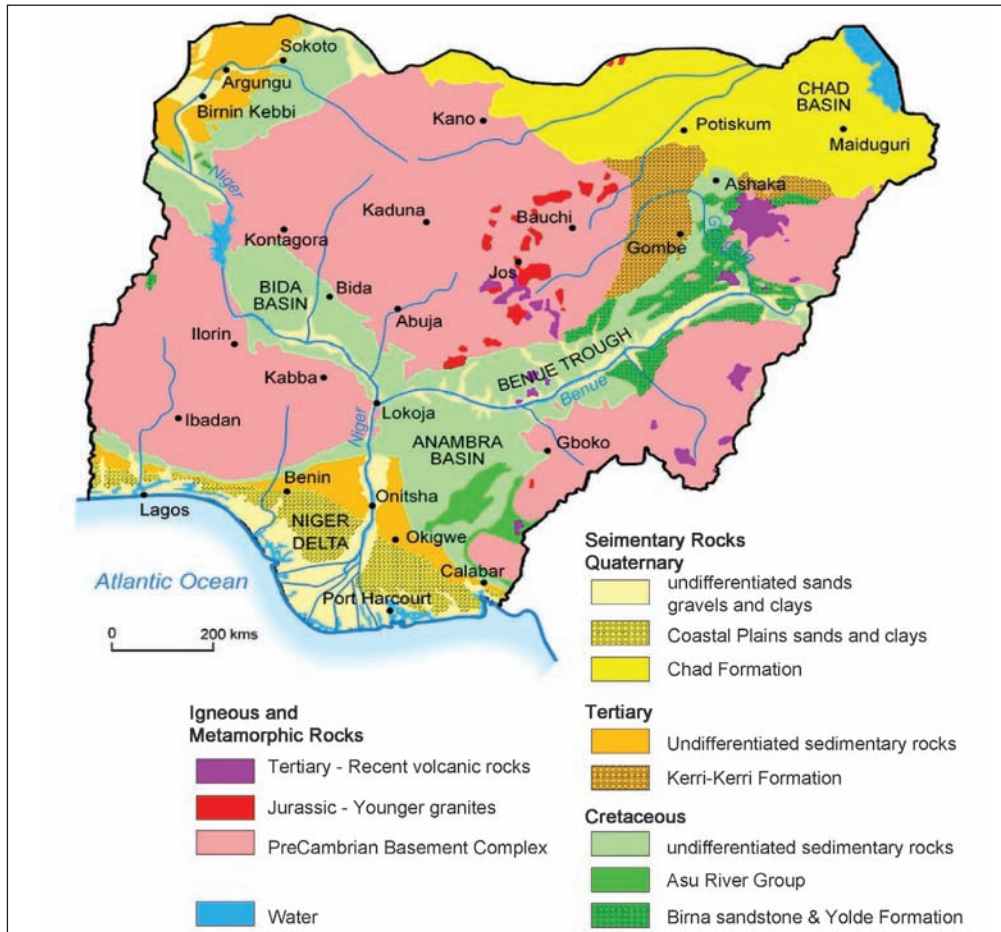 Sokoto
Argungu
Birnin Kebbi
CHAD
BASIN
Kano
Potiskum
Maiduguri
Niger
Ashaka
Kaduna
Bauchi
Kontagora
Gombe
Jos
BIDA
BASIN
Bida
Abuja
Ilorin
BENUE TROUGH
Kabba
Benue
Lokoja
Ibadan
Niger
ANAMBRA
BASIN
Gboko
Benin
Onitsha
Lagos
NIGER
DELTA
Okigwe
Calabar
Atlantic Ocean
Port Harcourt
0 200 kms
Seimentary Rocks
Quaternary
undifferentiated sands
gravels and clays
Coastal Plains sands and clays
Chad Formation
Igneous and
Metamorphic Rocks
Tertiary - Recent volcanic rocks
Jurassic - Younger granites
PreCambrian Basement Complex
Water
Tertiary
Undifferentiated sedimentary rocks
Kerri-Kerri Formation
Cretaceous
undifferentiated sedimentary rocks
Asu River Group
Birna sandstone & Yolde Formation